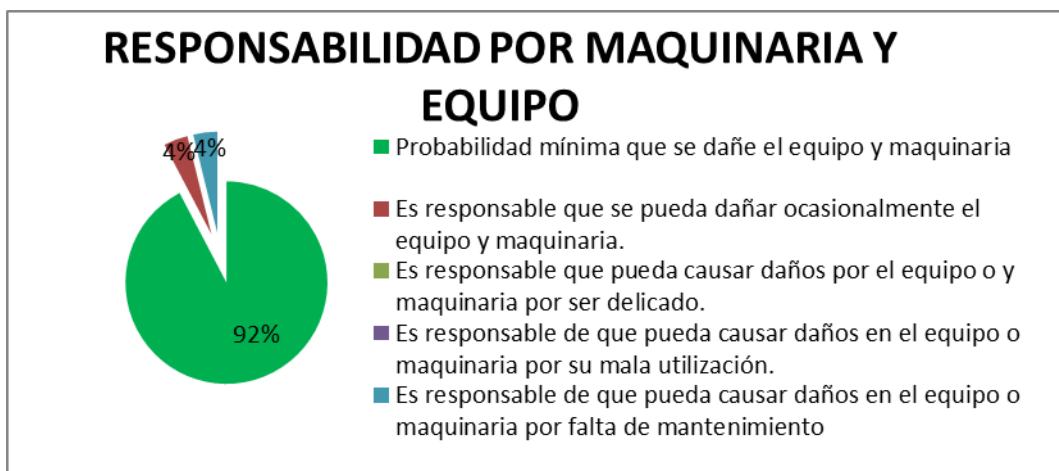 RESPONSABILIDAD POR MAQUINARIA Y
EQUIPO
4%
4%
92%
Probabilidad mínima que se dañe el equipo y maquinaria
Es responsable que se pueda dañar ocasionalmente el
equipo y maquinaria.
Es responsable que pueda causar daños por el equipo o y
maquinaria por ser delicado.
Es responsable de que pueda causar daños en el equipo o
maquinaria por su mala utilización.
Es responsable de que pueda causar daños en el equipo o
maquinaria por falta de mantenimiento